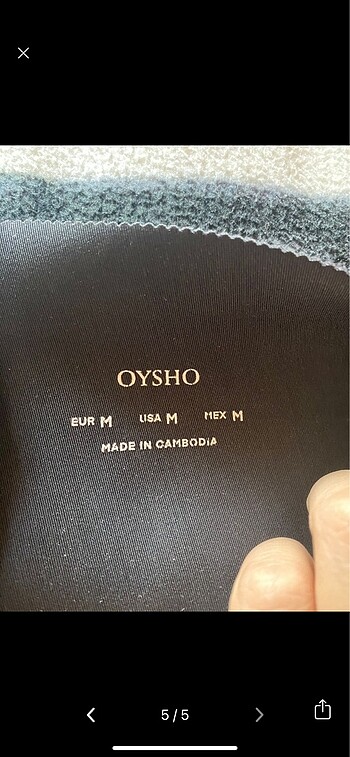 OYSHO
EUR M USA M MEX M
MADE IN CAMBODIA
5/5